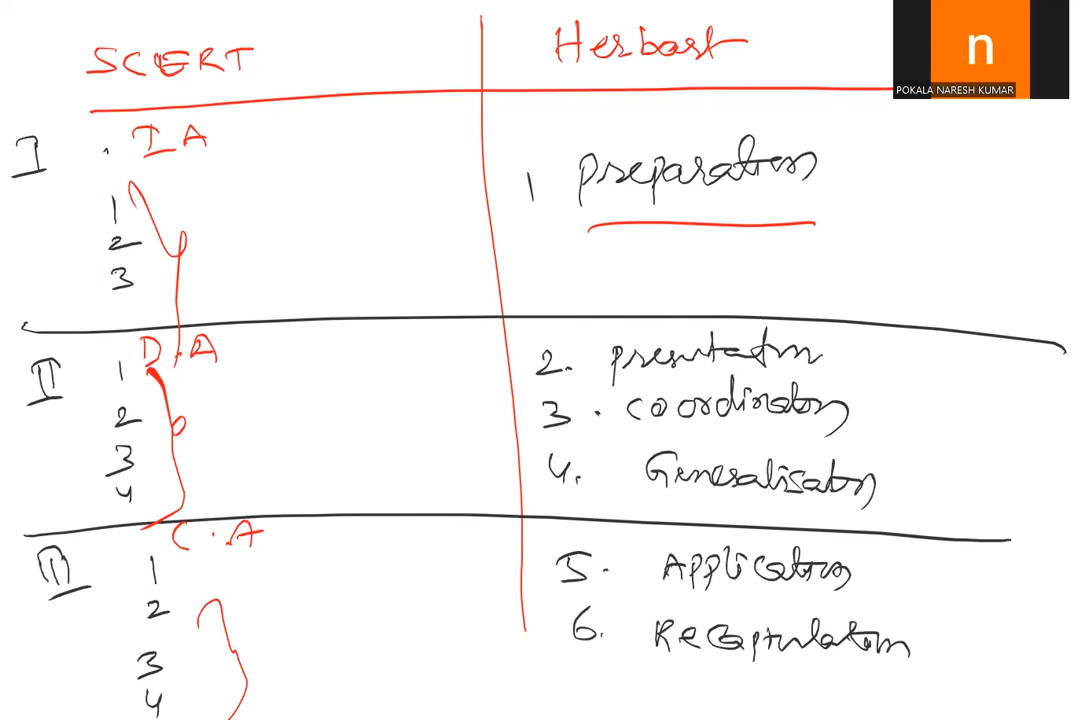 SCERT Herbart
n
POKALA NARESH KUMAR
I . I A
1
2
3
1 Preparation
II D.A
1
2
3
4
2. Presentation
3. Coordination
4. Generalisation
III C.A
1
2
3
4
5. Application
6. Recapitulation